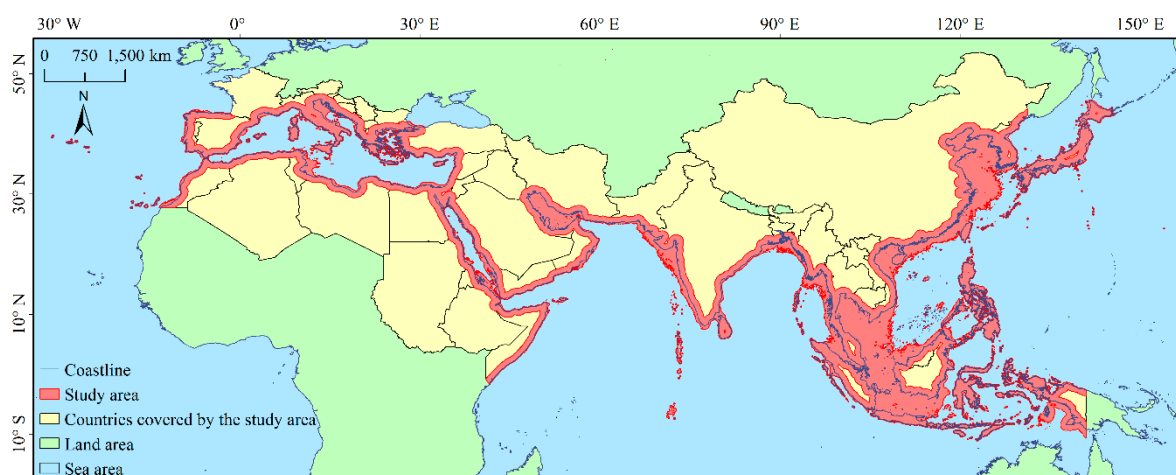 30° W 0° 30° E 60° E 90° E 120° E 150° E
50° N
0 750 1,500 km
N
30° N
10° N
10° S
Coastline
Study area
Countries covered by the study area
Land area
Sea area